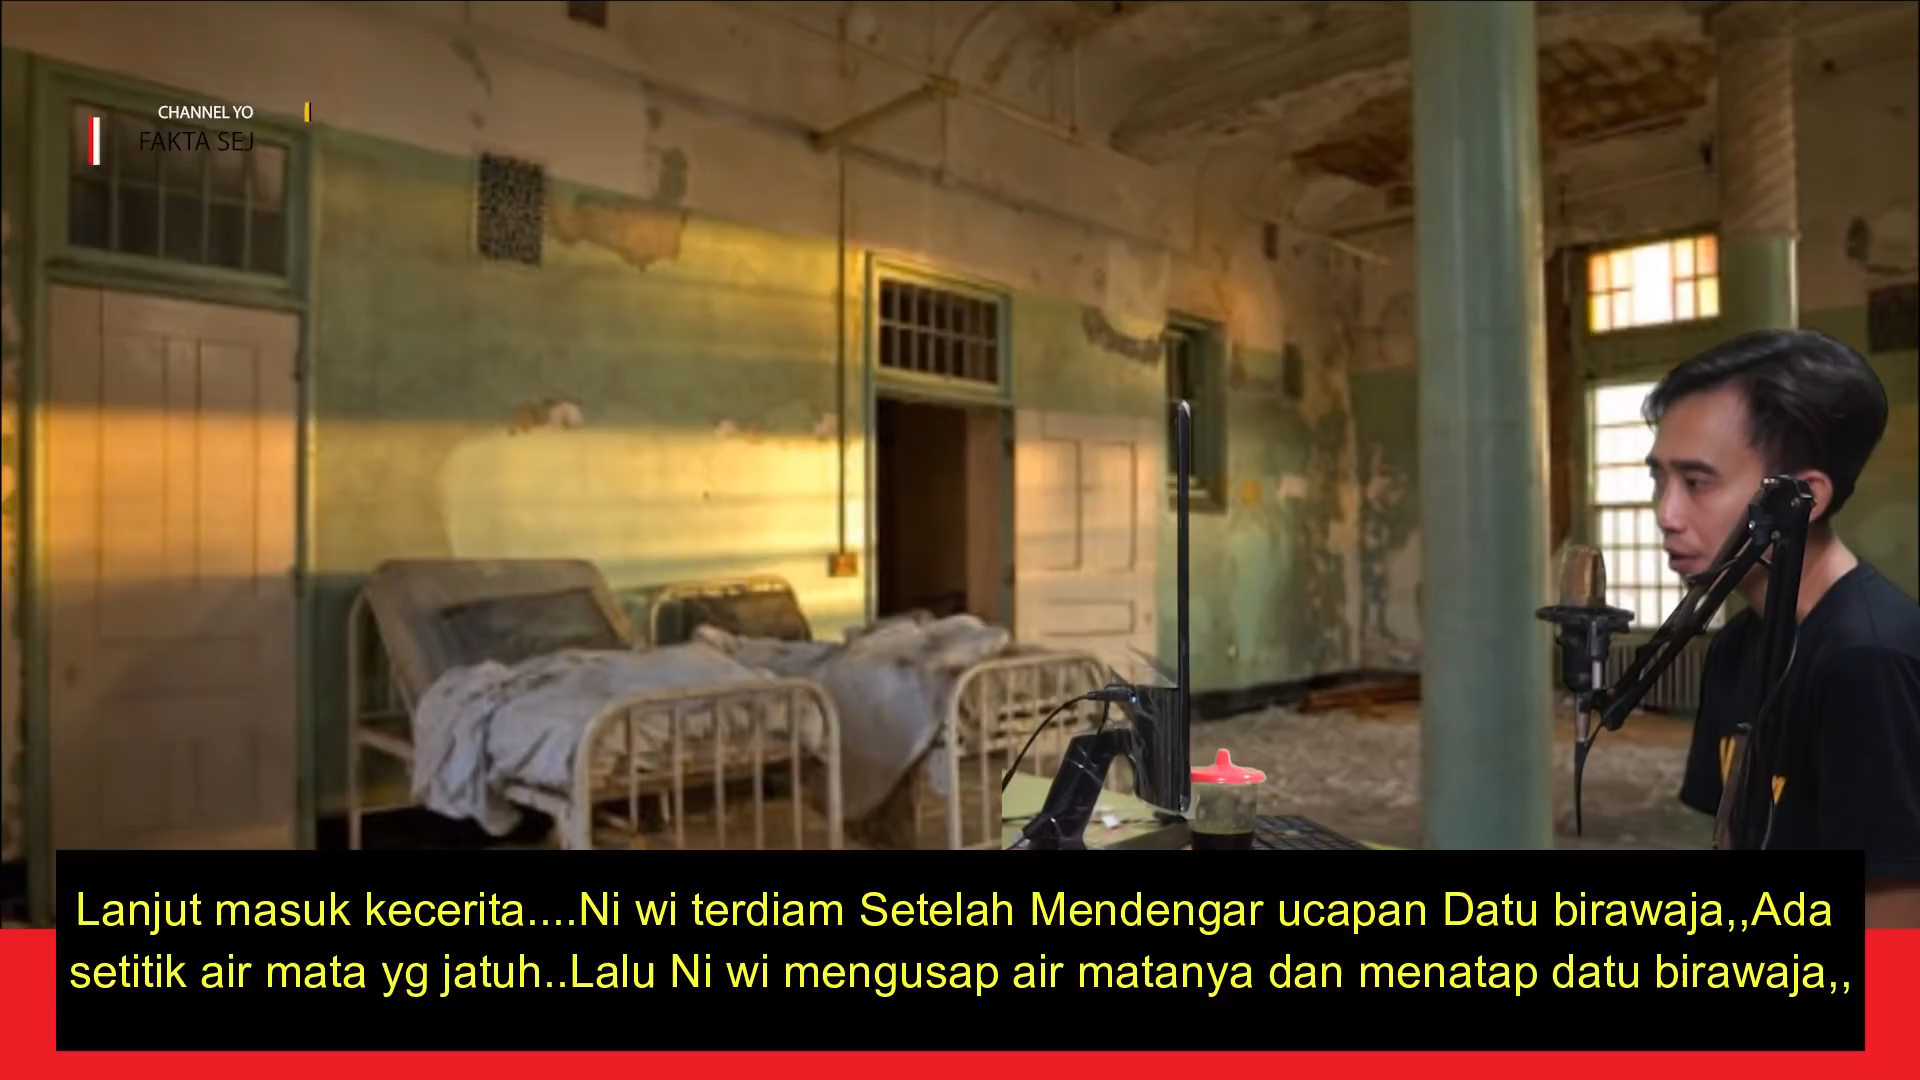 CHANNEL YO
FAKTA SEJ
Lanjut masuk kecerita....Ni wi terdiam Setelah Mendengar ucapan Datu birawaja,,Ada
setitik air mata yg jatuh..Lalu Ni wi mengusap air matanya dan menatap datu birawaja,,